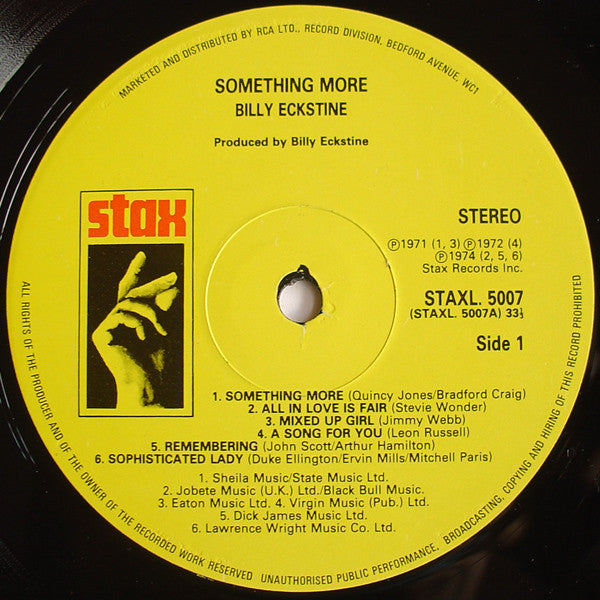 MARKETED AND DISTRIBUTED BY RCA LTD., RECORD DIVISION, BEDFORD AVENUE, WC1
SOMETHING MORE
BILLY ECKSTINE
Produced by Billy Eckstine
stax
STEREO
℗1971 (1, 3) ℗1972 (4)
℗1974 (2, 5, 6)
Stax Records Inc.
STAXL. 5007
(STAXL. 5007A) 33⅓
Side 1
1. SOMETHING MORE (Quincy Jones/Bradford Craig)
2. ALL IN LOVE IS FAIR (Stevie Wonder)
3. MIXED UP GIRL (Jimmy Webb)
4. A SONG FOR YOU (Leon Russell)
5. REMEMBERING (John Scott/Arthur Hamilton)
6. SOPHISTICATED LADY (Duke Ellington/Ervin Mills/Mitchell Paris)
1. Sheila Music/State Music Ltd.
2. Jobete Music (U.K.) Ltd./Black Bull Music.
3. Eaton Music Ltd. 4. Virgin Music (Pub.) Ltd.
5. Dick James Music Ltd.
6. Lawrence Wright Music Co. Ltd.
ALL RIGHTS OF THE PRODUCER AND OF THE OWNER OF THE RECORDED WORK RESERVED UNAUTHORISED PUBLIC PERFORMANCE, BROADCASTING, COPYING AND HIRING OF THIS RECORD PROHIBITED